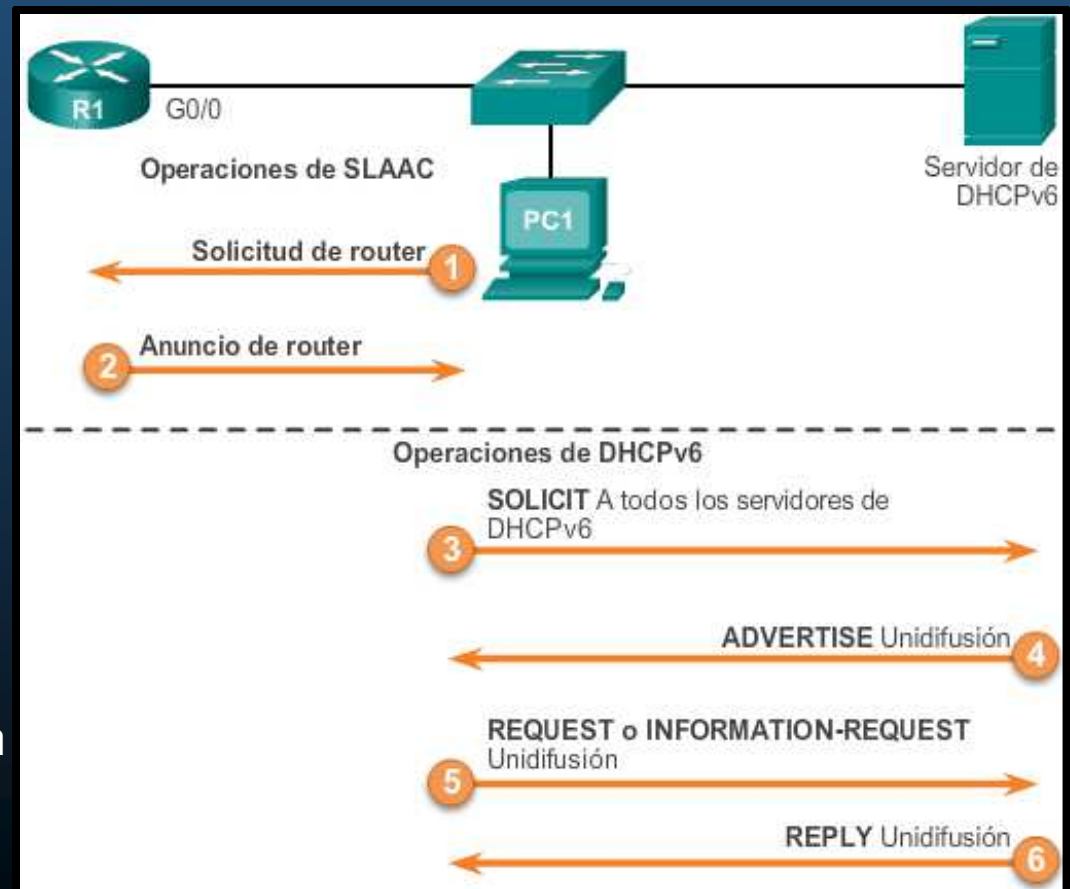 R1
G0/0
Operaciones de SLAAC
PC1
Servidor de
DHCPv6
Solicitud de router
1
2
Anuncio de router
Operaciones de DHCPv6
SOLICIT A todos los servidores de
DHCPv6
3
ADVERTISE Unidifusión
4
REQUEST o INFORMATION-REQUEST
Unidifusión
5
REPLY Unidifusión
6